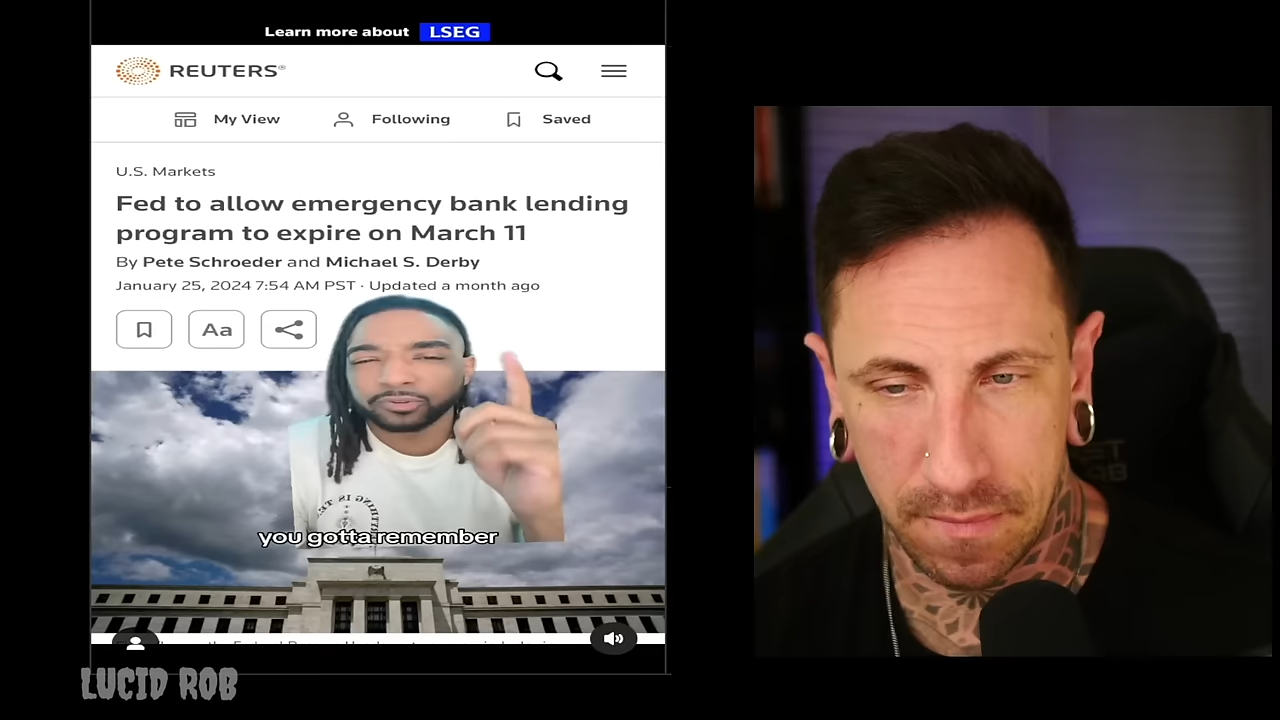 Learn more about LSEG
REUTERS®
My View Following Saved
U.S. Markets
Fed to allow emergency bank lending
program to expire on March 11
By Pete Schroeder and Michael S. Derby
January 25, 2024 7:54 AM PST · Updated a month ago
Aa
you gotta remember
LUCID ROB